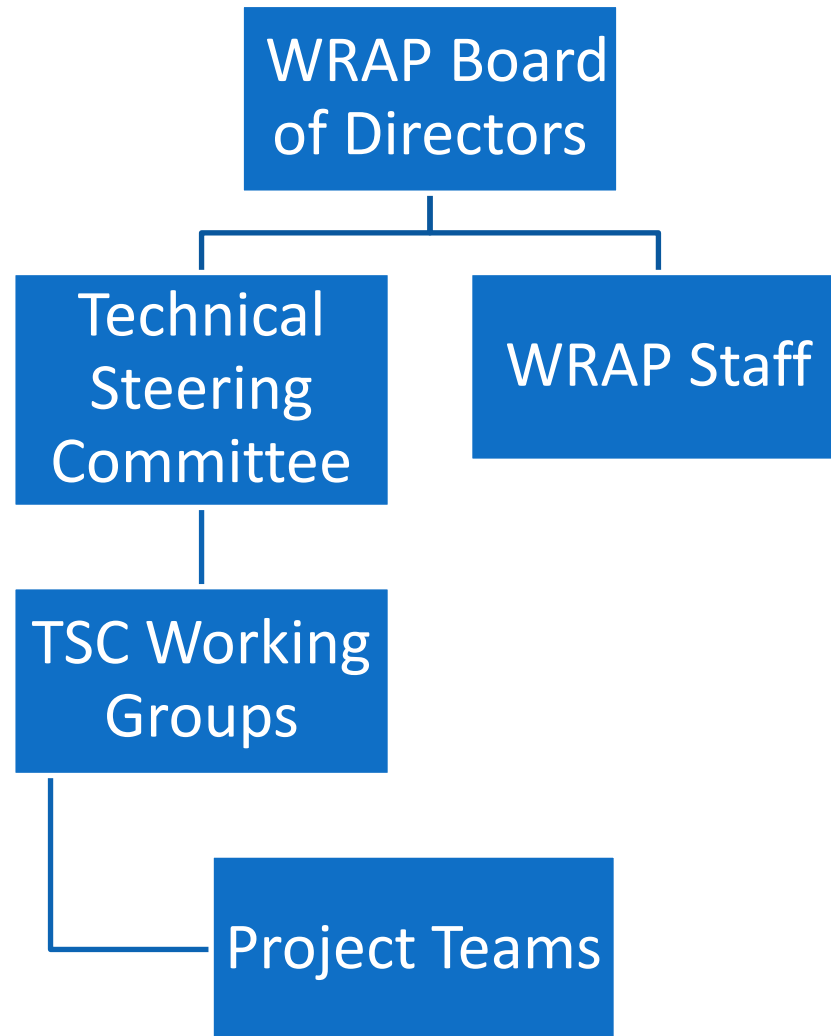 WRAP Board
of Directors
Technical
Steering
Committee
WRAP Staff
TSC Working
Groups
Project Teams